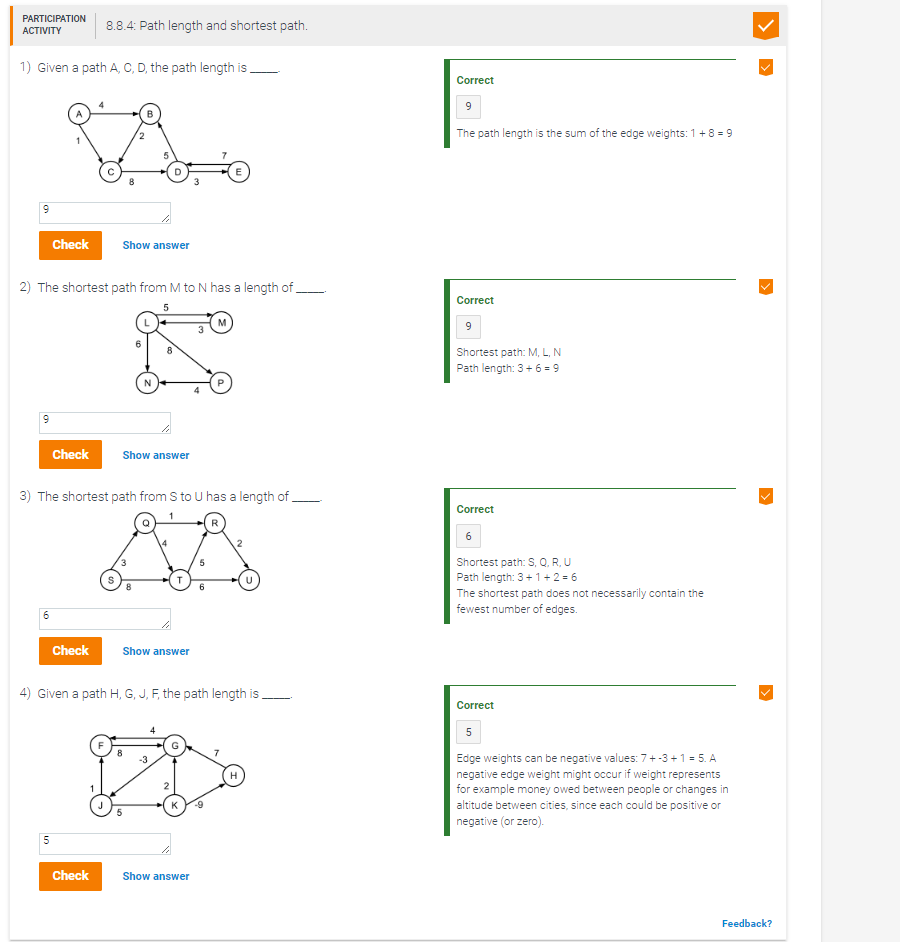 PARTICIPATION
ACTIVITY
8.8.4: Path length and shortest path.
1) Given a path A, C, D, the path length is _____.
4
A
B
1
2
5
7
C
D
E
8
3
9
Check
Show answer
Correct
9
The path length is the sum of the edge weights: 1 + 8 = 9
2) The shortest path from M to N has a length of _____.
5
L
M
3
6
8
N
P
4
9
Check
Show answer
Correct
9
Shortest path: M, L, N
Path length: 3 + 6 = 9
3) The shortest path from S to U has a length of _____.
1
Q
R
4
2
3
5
S
T
U
8
6
6
Check
Show answer
Correct
6
Shortest path: S, Q, R, U
Path length: 3 + 1 + 2 = 6
The shortest path does not necessarily contain the
fewest number of edges.
4) Given a path H, G, J, F, the path length is _____.
4
F
G
8
-3
7
H
1
2
J
K
-9
5
5
Check
Show answer
Correct
5
Edge weights can be negative values: 7 + -3 + 1 = 5. A
negative edge weight might occur if weight represents
for example money owed between people or changes in
altitude between cities, since each could be positive or
negative (or zero).
Feedback?